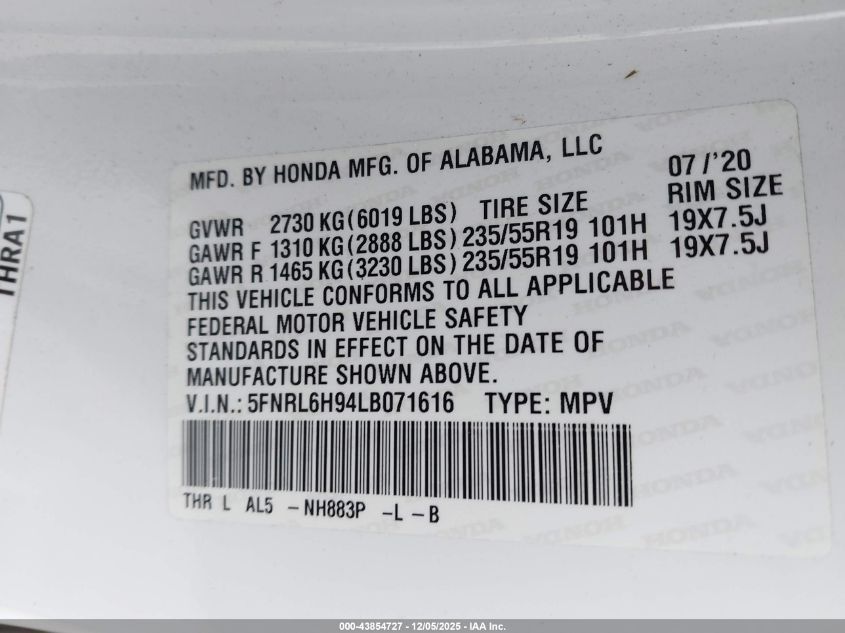 MFD. BY HONDA MFG. OF ALABAMA, LLC 07/'20
GVWR 2730 KG(6019 LBS) TIRE SIZE RIM SIZE
GAWR F 1310 KG(2888 LBS) 235/55R19 101H 19X7.5J
GAWR R 1465 KG(3230 LBS) 235/55R19 101H 19X7.5J
THIS VEHICLE CONFORMS TO ALL APPLICABLE
FEDERAL MOTOR VEHICLE SAFETY
STANDARDS IN EFFECT ON THE DATE OF
MANUFACTURE SHOWN ABOVE.
V.I.N.: 5FNRL6H94LB071616 TYPE: MPV
THR L AL5 -NH883P -L -B
THRA1
000-43854727 - 12/05/2025 - IAA Inc.